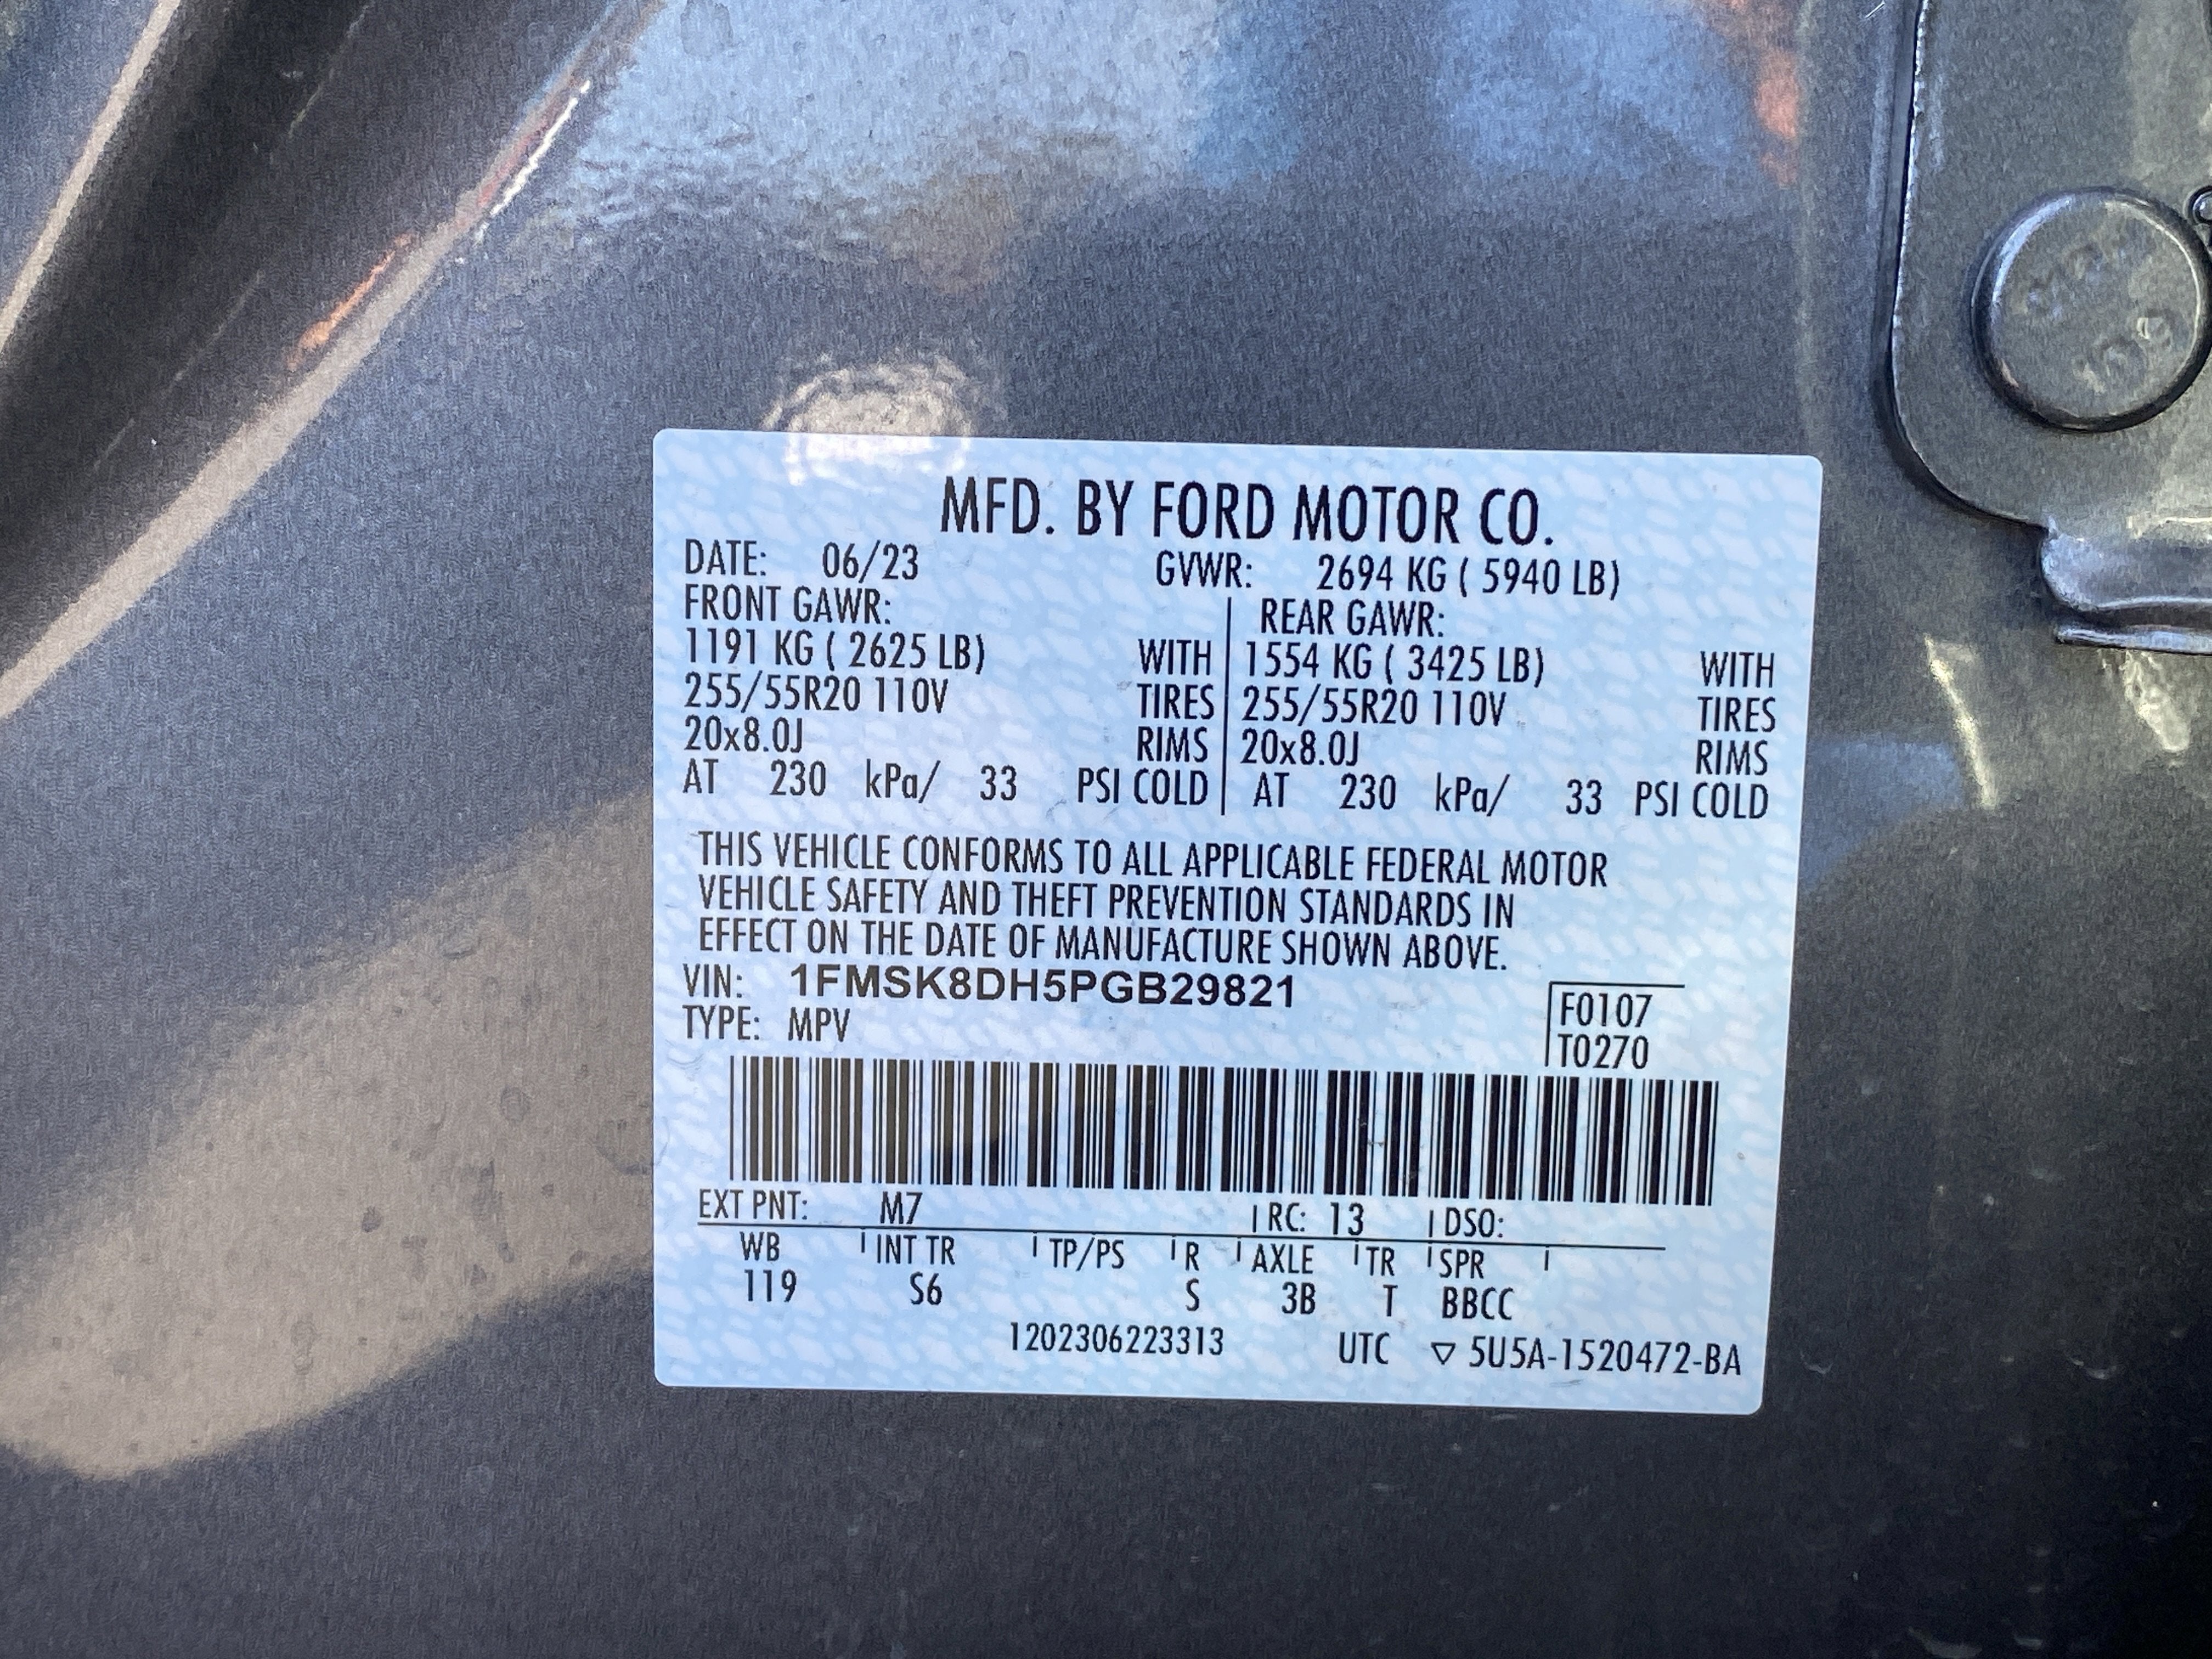 MFD. BY FORD MOTOR CO.
DATE: 06/23 GVWR: 2694 KG ( 5940 LB)
FRONT GAWR: REAR GAWR:
1191 KG ( 2625 LB) WITH 1554 KG ( 3425 LB) WITH
255/55R20 110V TIRES 255/55R20 110V TIRES
20x8.0J RIMS 20x8.0J RIMS
AT 230 kPa/ 33 PSI COLD AT 230 kPa/ 33 PSI COLD
THIS VEHICLE CONFORMS TO ALL APPLICABLE FEDERAL MOTOR
VEHICLE SAFETY AND THEFT PREVENTION STANDARDS IN
EFFECT ON THE DATE OF MANUFACTURE SHOWN ABOVE.
VIN: 1FMSK8DH5PGB29821
F0107
TYPE: MPV
T0270
EXT PNT: M7 RC: 13 DSO:
WB INT TR TP/PS R AXLE TR SPR
119 S6 S 3B T BBCC
1202306223313 UTC ▽ 5U5A-1520472-BA